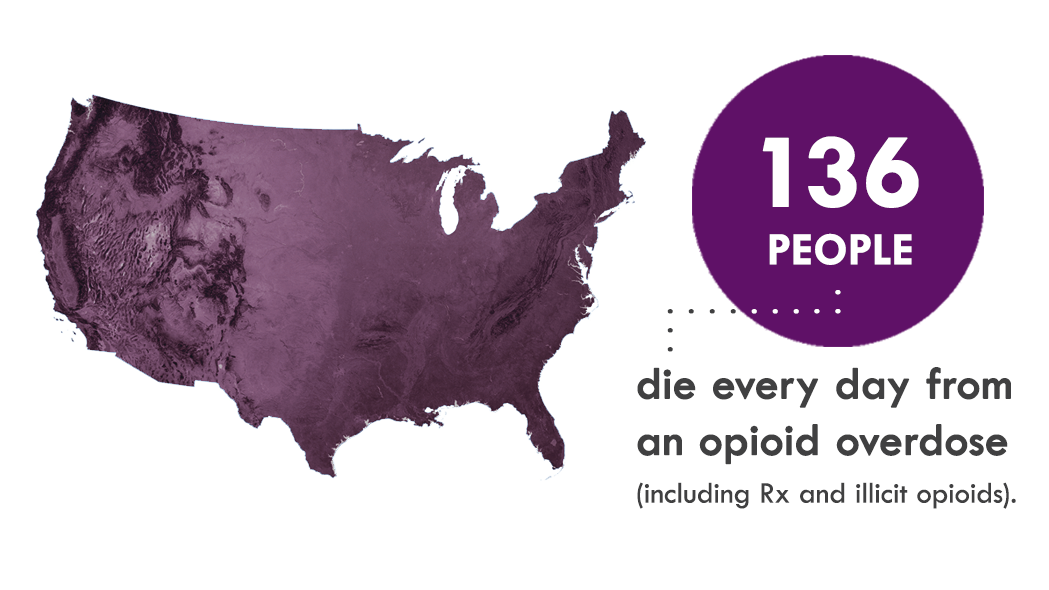 136
PEOPLE
die every day from
an opioid overdose
(including Rx and illicit opioids).